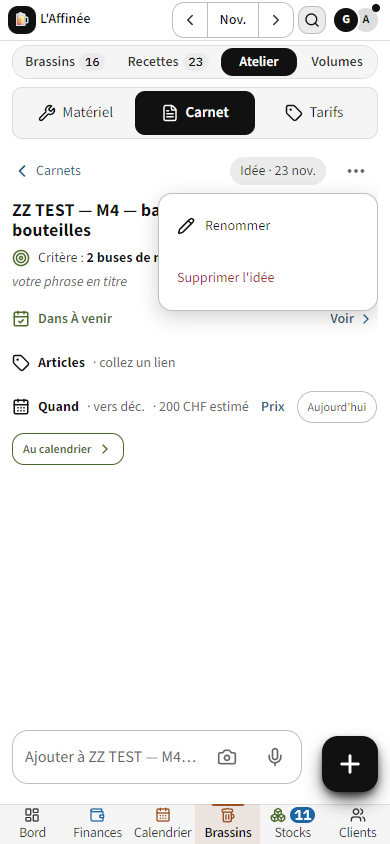 L'Affinée
Nov.
G
A
Brassins 16
Recettes 23
Atelier
Volumes
Matériel
Carnet
Tarifs
Carnets
Idée · 23 nov.
ZZ TEST — M4 —
bouteilles
Renommer
Supprimer l'idée
Critère : 2 buses de
votre phrase en titre
Dans À venir
Voir
Articles · collez un lien
Quand · vers déc. · 200 CHF estimé Prix Aujourd'hui
Au calendrier
Ajouter à ZZ TEST — M4…
Bord
Finances
Calendrier
Brassins
11
Stocks
Clients